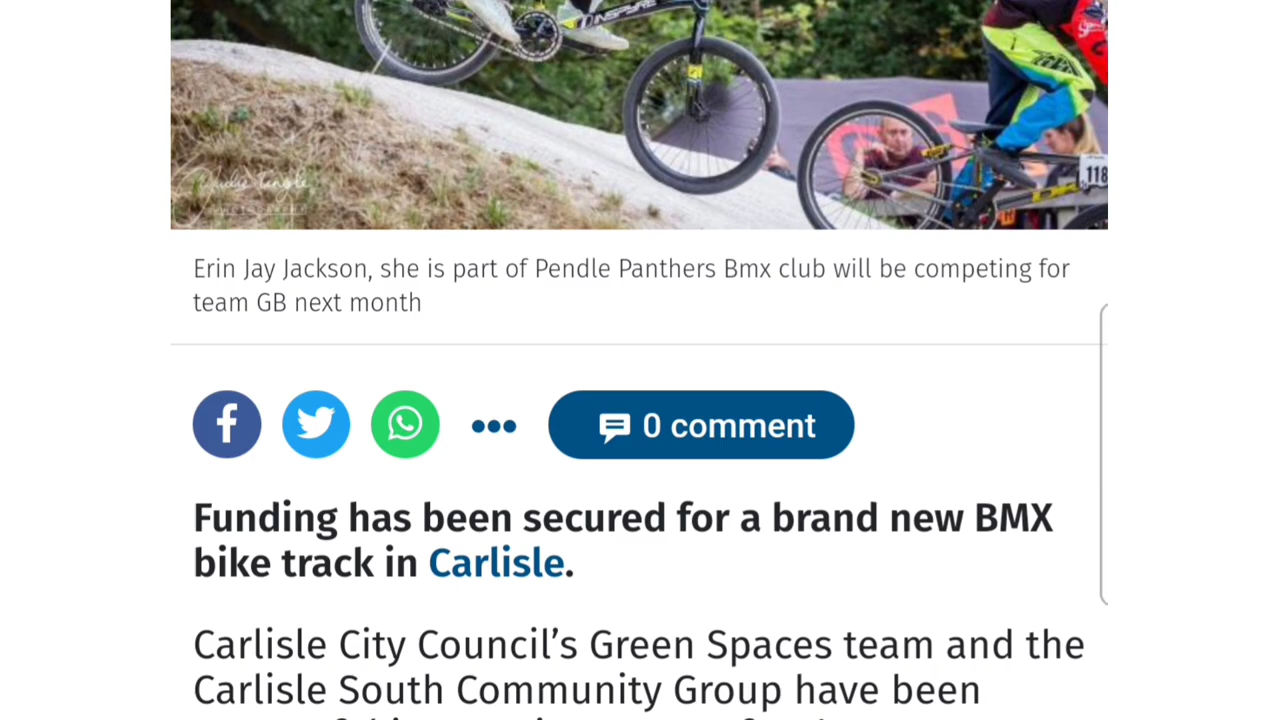 INSPYRE
118
Erin Jay Jackson, she is part of Pendle Panthers Bmx club will be competing for
team GB next month
0 comment
Funding has been secured for a brand new BMX
bike track in Carlisle.
Carlisle City Council’s Green Spaces team and the
Carlisle South Community Group have been